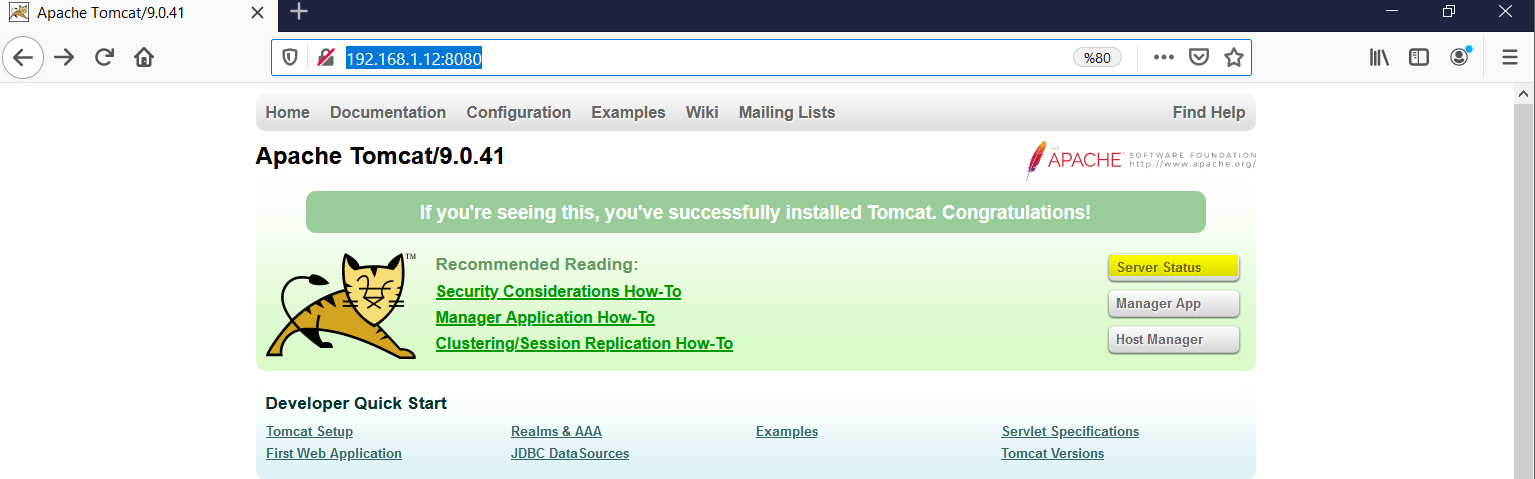 Apache Tomcat/9.0.41
192.168.1.12:8080
%80
Home Documentation Configuration Examples Wiki Mailing Lists Find Help
Apache Tomcat/9.0.41
THE APACHE SOFTWARE FOUNDATION
http://www.apache.org/
If you're seeing this, you've successfully installed Tomcat. Congratulations!
TM
Recommended Reading:
Security Considerations How-To
Manager Application How-To
Clustering/Session Replication How-To
Server Status
Manager App
Host Manager
Developer Quick Start
Tomcat Setup Realms & AAA Examples Servlet Specifications
First Web Application JDBC DataSources Tomcat Versions